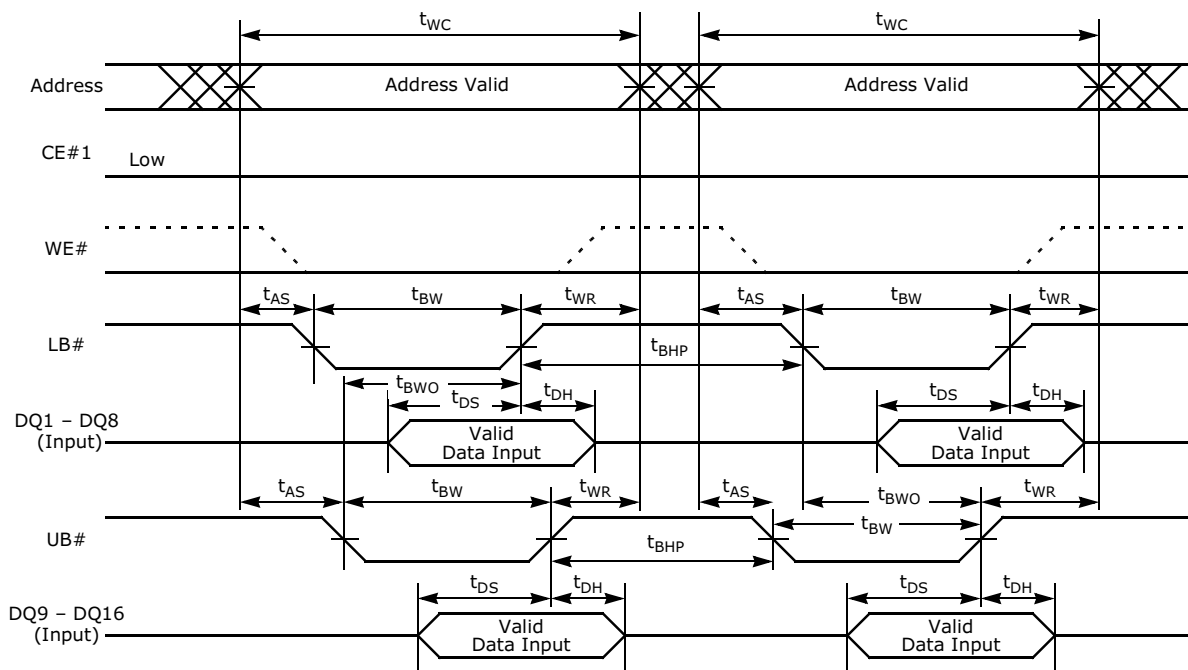 tWC tWC
Address Address Valid Address Valid
CE#1 Low
WE#
tAS tBW tWR tAS tBW tWR
LB#
tBHP
tBWO
tDS tDH tDS tDH
DQ1 – DQ8
(Input)
Valid
Data Input
Valid
Data Input
tAS tBW tWR tAS tBWO tWR
tBW
UB#
tBHP
tDS tDH tDS tDH
DQ9 – DQ16
(Input)
Valid
Data Input
Valid
Data Input